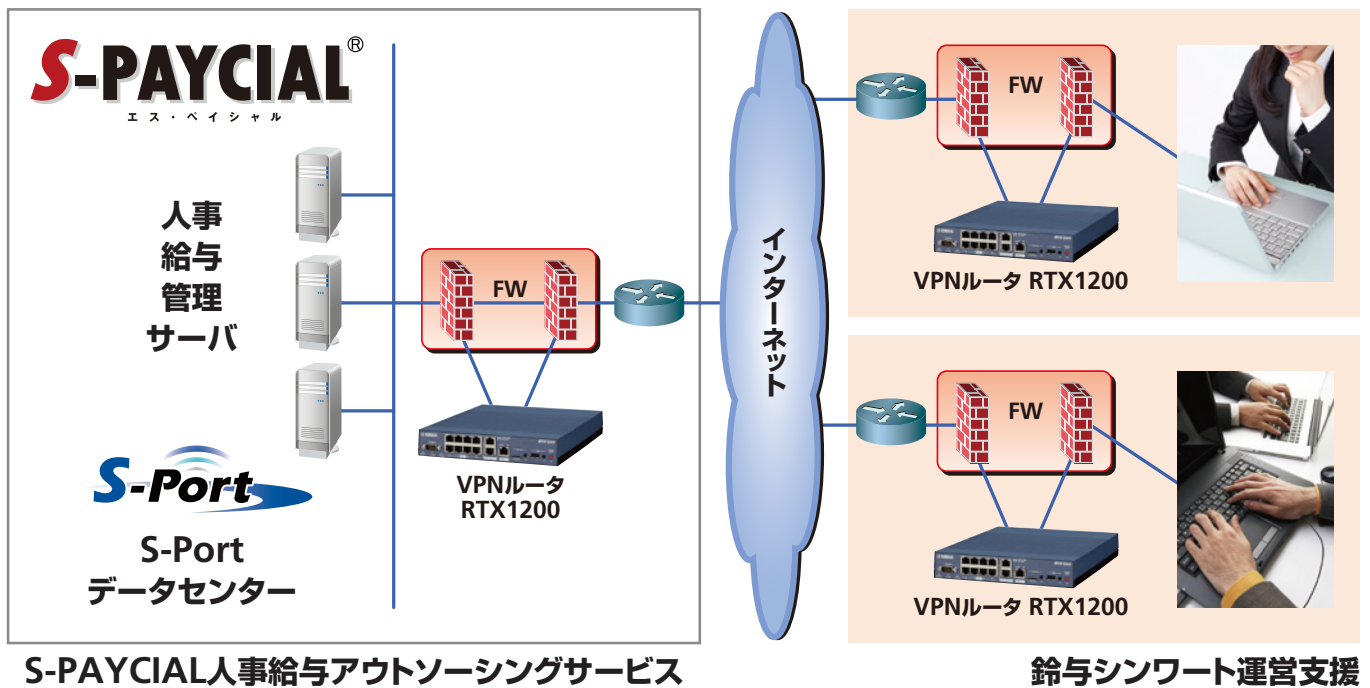 S-PAYCIAL®
エス・ペイシャル
人事
給与
管理
サーバ
FW
VPNルータ
RTX1200
S-Port
S-Port
データセンター
S-PAYCIAL人事給与アウトソーシングサービス
インターネット
FW
VPNルータ RTX1200
FW
VPNルータ RTX1200
鈴与シンワート運営支援